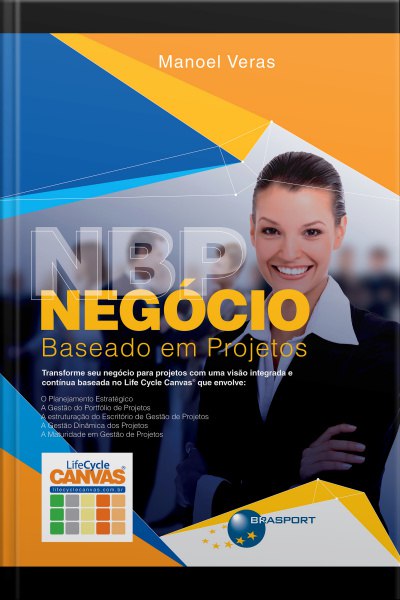 Manoel Veras
NBP
NEGÓCIO
Baseado em Projetos
Transforme seu negócio para projetos com uma visão integrada e
contínua baseada no Life Cycle Canvas® que envolve:
O Planejamento Estratégico
A Gestão do Portfólio de Projetos
A estruturação do Escritório de Gestão de Projetos
A Gestão Dinâmica dos Projetos
A Maturidade em Gestão de Projetos
LifeCycle
CANVAS®
lifecyclecanvas.com.br
BRASPORT